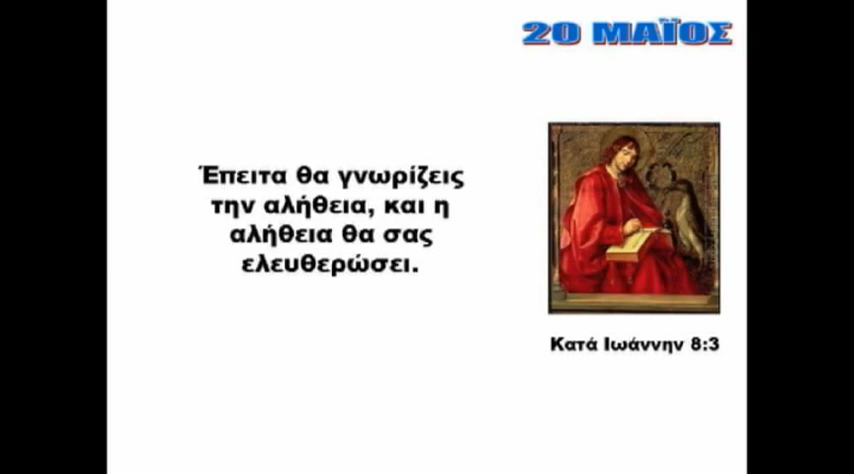 20 ΜΑΪΟΣ
Έπειτα θα γνωρίζεις
την αλήθεια, και η
αλήθεια θα σας
ελευθερώσει.
Κατά Ιωάννην 8:3